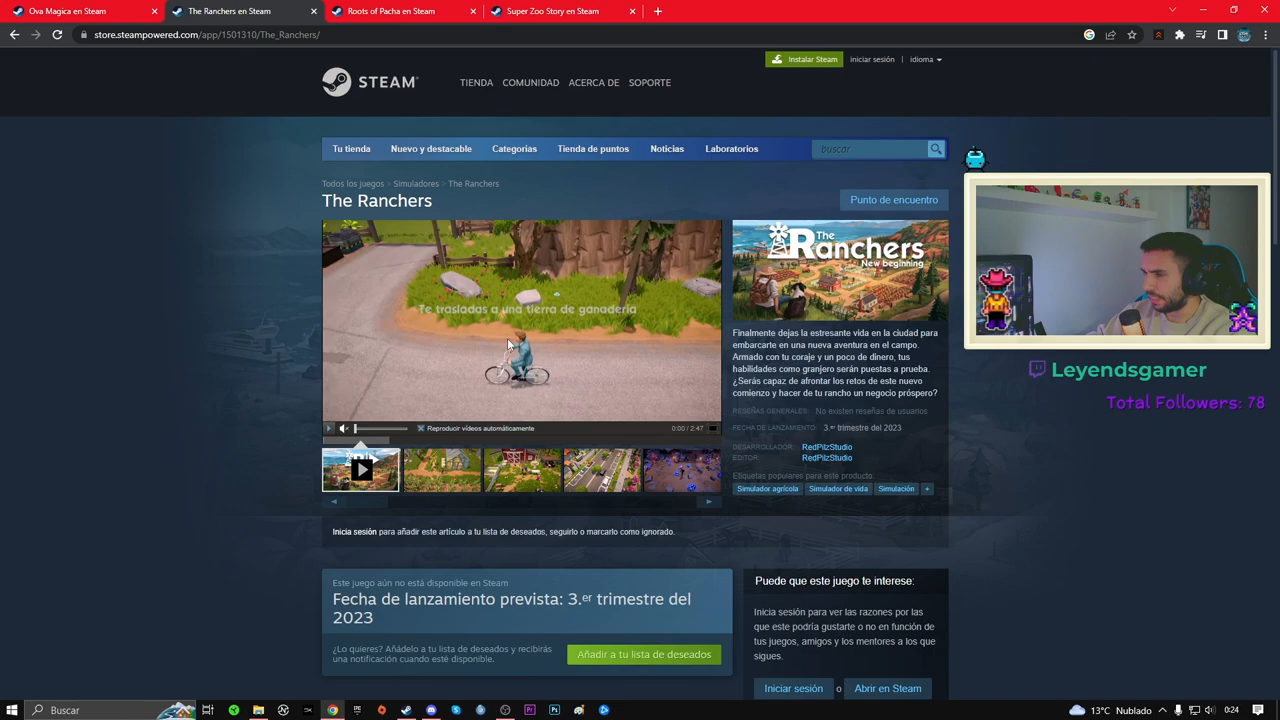 Ova Magica en Steam
The Ranchers en Steam
Roots of Pacha en Steam
Super Zoo Story en Steam
store.steampowered.com/app/1501310/The_Ranchers/
Instalar Steam
iniciar sesión | idioma
STEAM
TIENDA COMUNIDAD ACERCA DE SOPORTE
Tu tienda Nuevo y destacable Categorías Tienda de puntos Noticias Laboratorios
buscar
Todos los juegos > Simuladores > The Ranchers
The Ranchers
Punto de encuentro
Te trasladas a una tierra de ganadería
Reproducir vídeos automáticamente
0:00 / 2:47
The
Ranchers
New beginning
Finalmente dejas la estresante vida en la ciudad para
embarcarte en una nueva aventura en el campo.
Armado con tu coraje y un poco de dinero, tus
habilidades como granjero serán puestas a prueba.
¿Serás capaz de afrontar los retos de este nuevo
comienzo y hacer de tu rancho un negocio próspero?
RESEÑAS GENERALES: No existen reseñas de usuarios
FECHA DE LANZAMIENTO: 3.er trimestre del 2023
DESARROLLADOR: RedPilzStudio
EDITOR: RedPilzStudio
Etiquetas populares para este producto:
Simulador agrícola Simulador de vida Simulación +
Leyendsgamer
Total Followers: 78
Inicia sesión para añadir este artículo a tu lista de deseados, seguirlo o marcarlo como ignorado.
Este juego aún no está disponible en Steam
Fecha de lanzamiento prevista: 3.er trimestre del
2023
¿Lo quieres? Añádelo a tu lista de deseados y recibirás
una notificación cuando esté disponible.
Añadir a tu lista de deseados
Puede que este juego te interese:
Inicia sesión para ver las razones por las
que este podría gustarte o no en función de
tus juegos, amigos y los mentores a los que
sigues.
Iniciar sesión o Abrir en Steam
Buscar
13°C Nublado
0:24